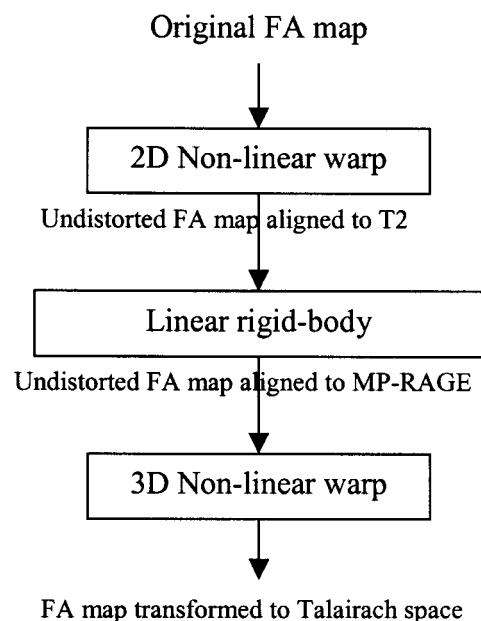 Original FA map
2D Non-linear warp
Undistorted FA map aligned to T2
Linear rigid-body
Undistorted FA map aligned to MP-RAGE
3D Non-linear warp
FA map transformed to Talairach space